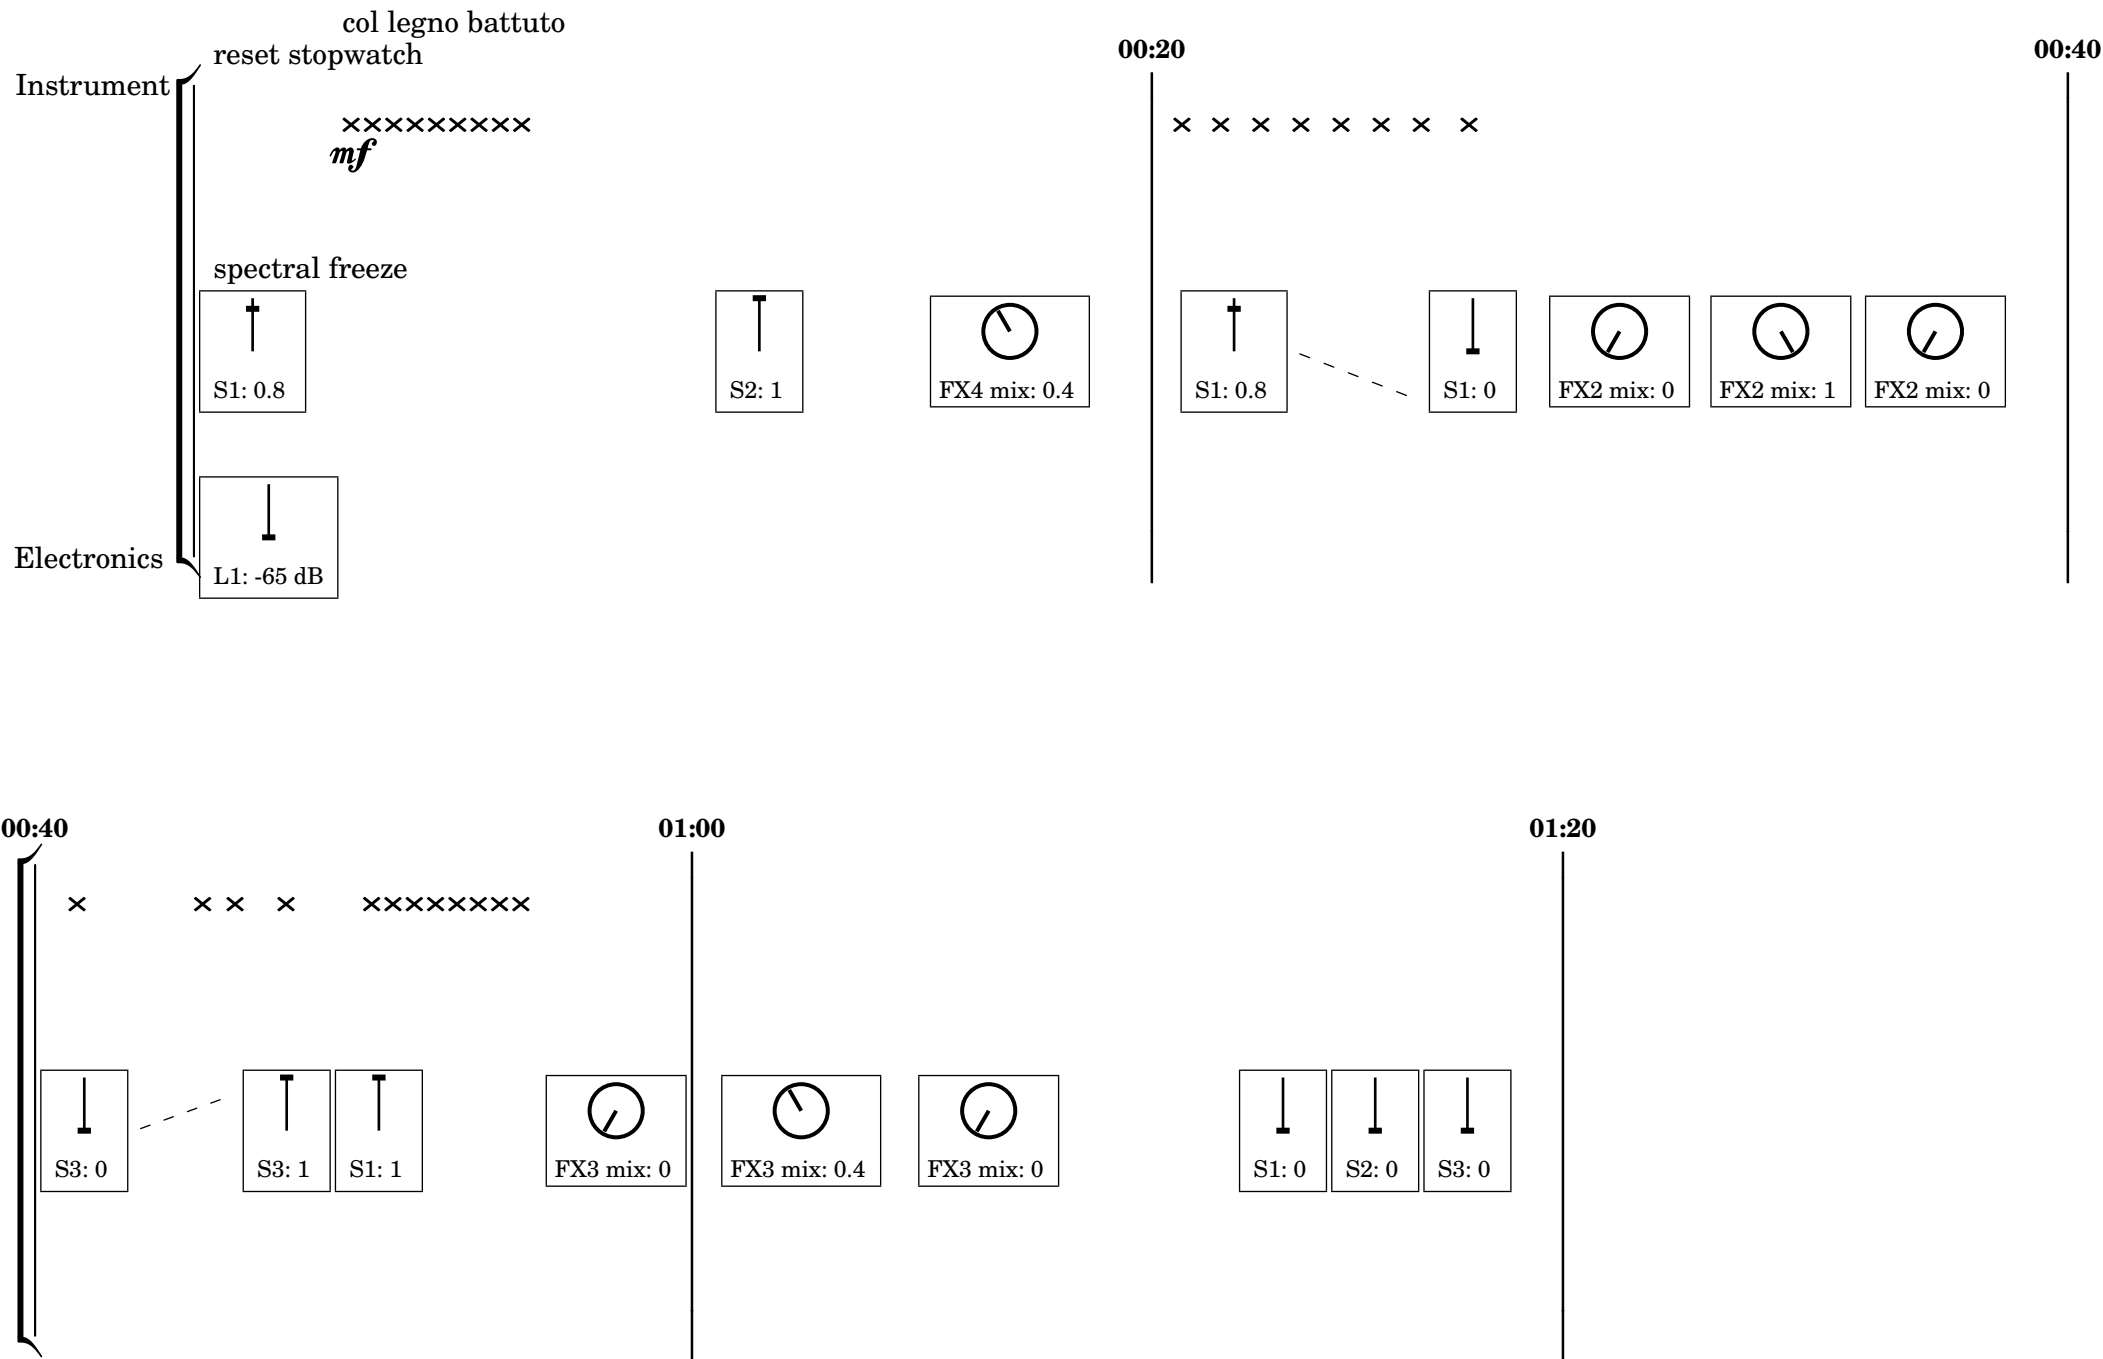 col legno battuto
reset stopwatch
00:20
00:40
Instrument
mf
spectral freeze
S1: 0.8
S2: 1
FX4 mix: 0.4
S1: 0.8
S1: 0
FX2 mix: 0
FX2 mix: 1
FX2 mix: 0
Electronics
L1: -65 dB
00:40
01:00
01:20
S3: 0
S3: 1
S1: 1
FX3 mix: 0
FX3 mix: 0.4
FX3 mix: 0
S1: 0
S2: 0
S3: 0